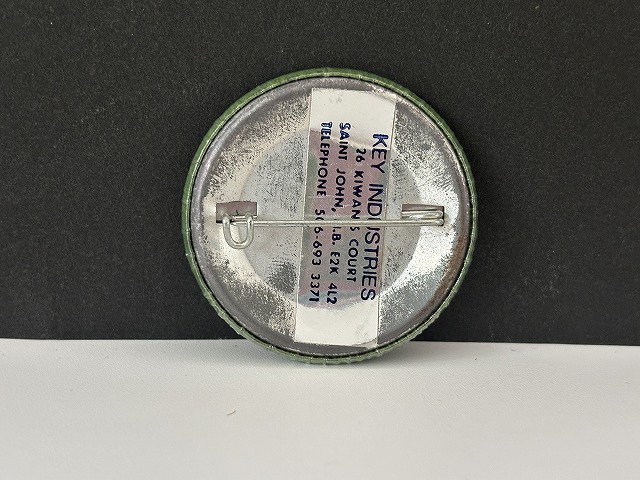 KEY INDUSTRIES
26 KIWANIS COURT
SAINT JOHN, N.B. E2K 4L2
TELEPHONE 506-693 3371